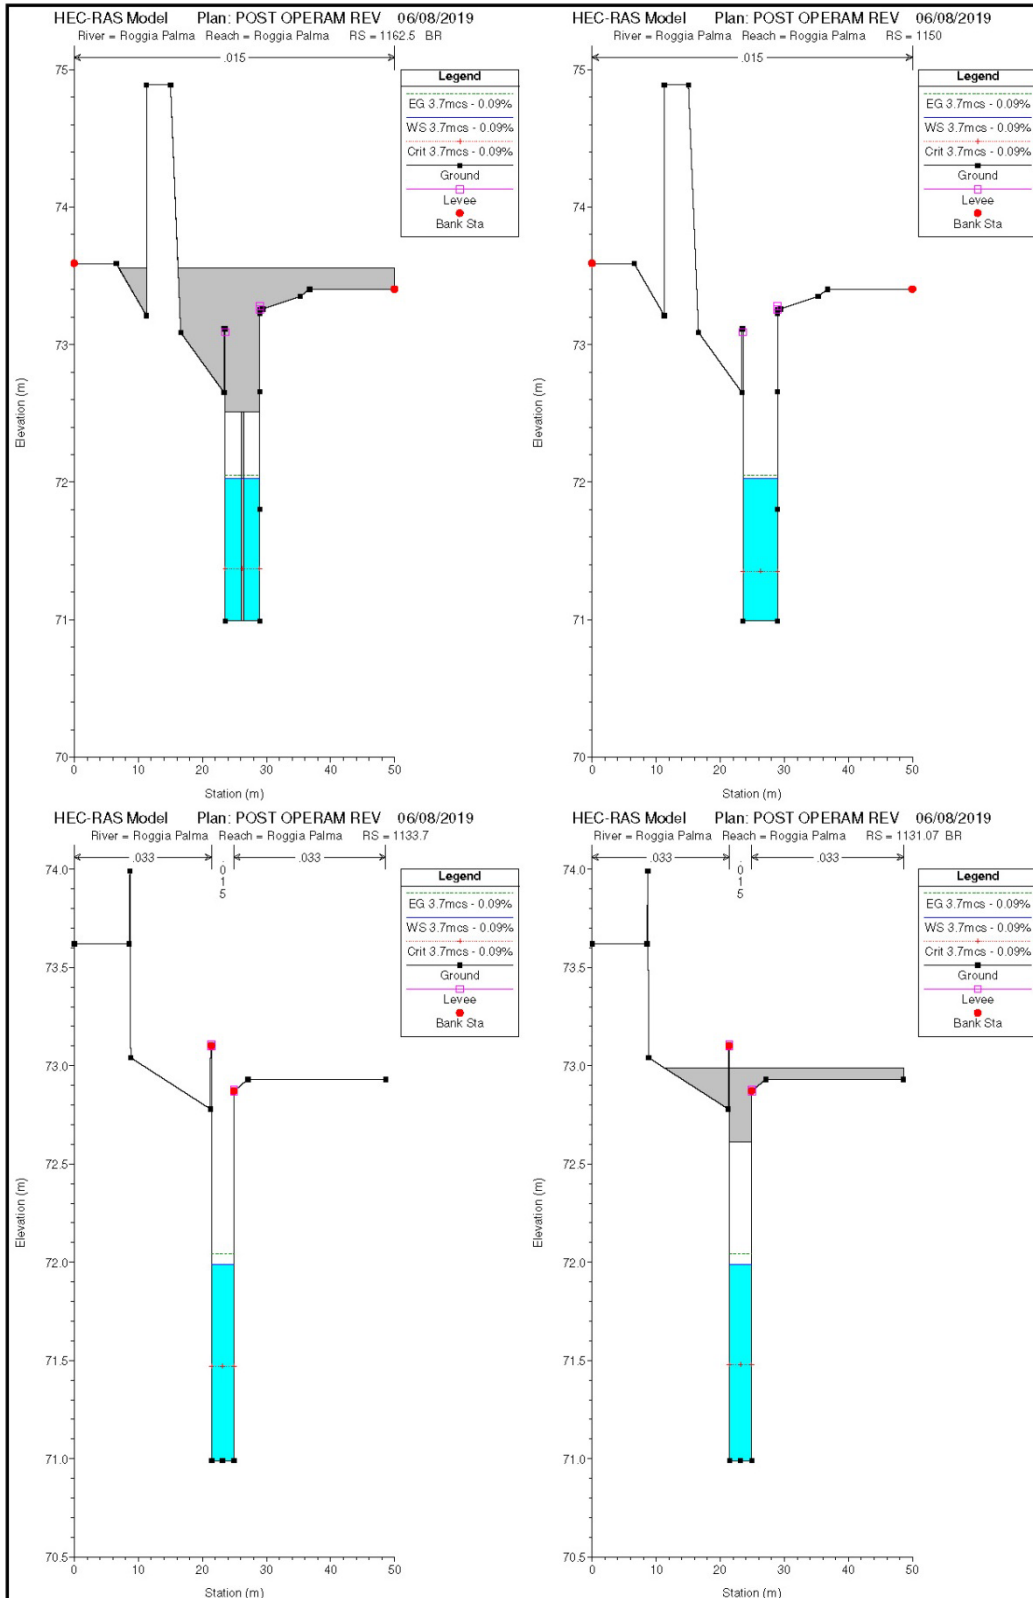 HEC-RAS Model Plan: POST OPERAM REV 06/08/2019
River = Roggia Palma Reach = Roggia Palma RS = 1162.5 BR
.015
Legend
EG 3.7mcs - 0.09%
WS 3.7mcs - 0.09%
Crit 3.7mcs - 0.09%
Ground
Levee
Bank Sta
75
74
73
72
71
70
Elevation (m)
0 10 20 30 40 50
Station (m)
HEC-RAS Model Plan: POST OPERAM REV 06/08/2019
River = Roggia Palma Reach = Roggia Palma RS = 1150
.015
Legend
EG 3.7mcs - 0.09%
WS 3.7mcs - 0.09%
Crit 3.7mcs - 0.09%
Ground
Levee
Bank Sta
75
74
73
72
71
70
Elevation (m)
0 10 20 30 40 50
Station (m)
HEC-RAS Model Plan: POST OPERAM REV 06/08/2019
River = Roggia Palma Reach = Roggia Palma RS = 1133.7
.033 .015 .033
Legend
EG 3.7mcs - 0.09%
WS 3.7mcs - 0.09%
Crit 3.7mcs - 0.09%
Ground
Levee
Bank Sta
74.0
73.5
73.0
72.5
72.0
71.5
71.0
70.5
Elevation (m)
0 10 20 30 40 50
Station (m)
HEC-RAS Model Plan: POST OPERAM REV 06/08/2019
River = Roggia Palma Reach = Roggia Palma RS = 1131.07 BR
.033 .015 .033
Legend
EG 3.7mcs - 0.09%
WS 3.7mcs - 0.09%
Crit 3.7mcs - 0.09%
Ground
Levee
Bank Sta
74.0
73.5
73.0
72.5
72.0
71.5
71.0
70.5
Elevation (m)
0 10 20 30 40 50
Station (m)